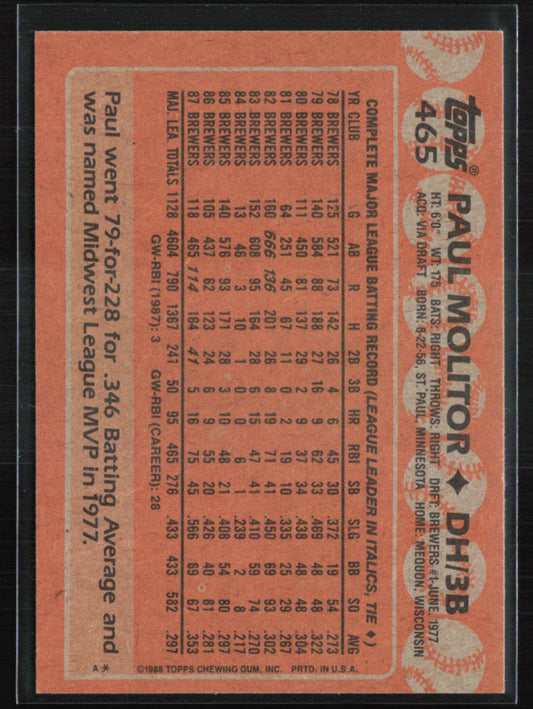 topps®
465
PAUL MOLITOR ♦ DH/3B
HT: 6'0" WT: 175 BATS: RIGHT THROWS: RIGHT DRFT: BREWERS #1-JUNE, 1977
ACQ: VIA DRAFT BORN: 8-22-56, ST. PAUL, MINNESOTA HOME: MEQUON, WISCONSIN
COMPLETE MAJOR LEAGUE BATTING RECORD (LEAGUE LEADER IN ITALICS, TIE ♦)
YR CLUB G AB R H 2B 3B HR RBI SB SLG BB SO AVG
78 BREWERS 125 521 73 142 26 4 6 45 30 .372 19 54 .273
79 BREWERS 140 584 88 188 27 16 9 62 33 .469 48 48 .322
80 BREWERS 111 450 81 137 29 2 9 37 34 .438 48 48 .304
81 BREWERS 64 251 45 67 11 0 2 19 10 .335 25 29 .267
82 BREWERS 160 666 136 201 26 8 19 71 41 .450 69 93 .302
83 BREWERS 152 608 95 164 28 6 15 47 41 .410 59 74 .270
84 BREWERS 13 46 3 10 1 0 0 6 1 .239 2 8 .217
85 BREWERS 140 576 93 171 28 3 10 48 21 .408 54 80 .297
86 BREWERS 105 437 62 123 24 6 9 55 20 .426 40 81 .281
87 BREWERS 118 465 114 164 41 5 16 75 45 .566 69 67 .353
MAJ. LEA. TOTALS 1128 4604 790 1367 241 50 95 465 276 .433 433 582 .297
GW-RBI (1987): 3 GW-RBI (CAREER): 28
©1988 TOPPS CHEWING GUM, INC. PRTD. IN U.S.A.
Paul went 79-for-228 for .346 Batting Average and
was named Midwest League MVP in 1977.
A*